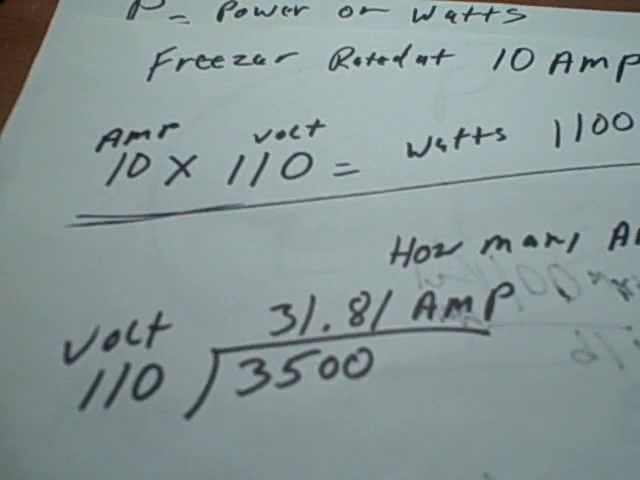 P = Power or Watts
Freezar Rated at 10 AMP
AMP volt
10 X 110 = watts 1100
How many
31.81 AMP
Volt
110 3500